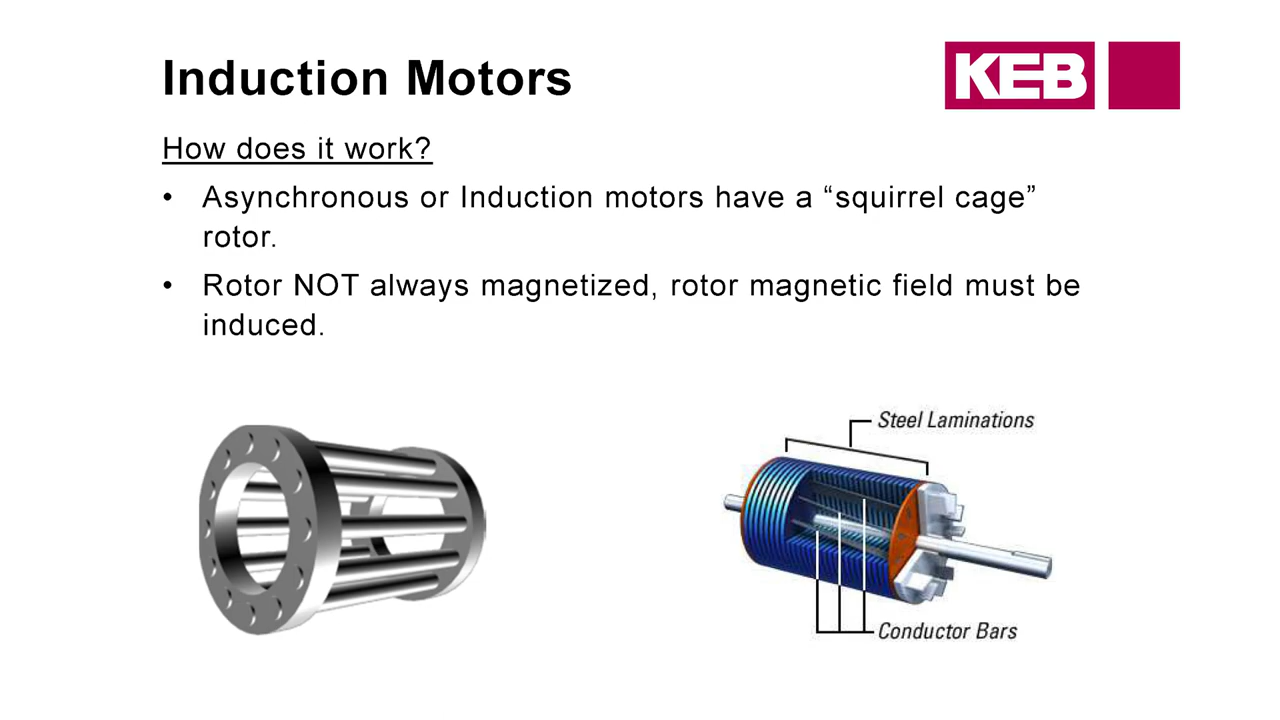 Induction Motors
KEB
How does it work?
• Asynchronous or Induction motors have a “squirrel cage”
rotor.
• Rotor NOT always magnetized, rotor magnetic field must be
induced.
Steel Laminations
Conductor Bars